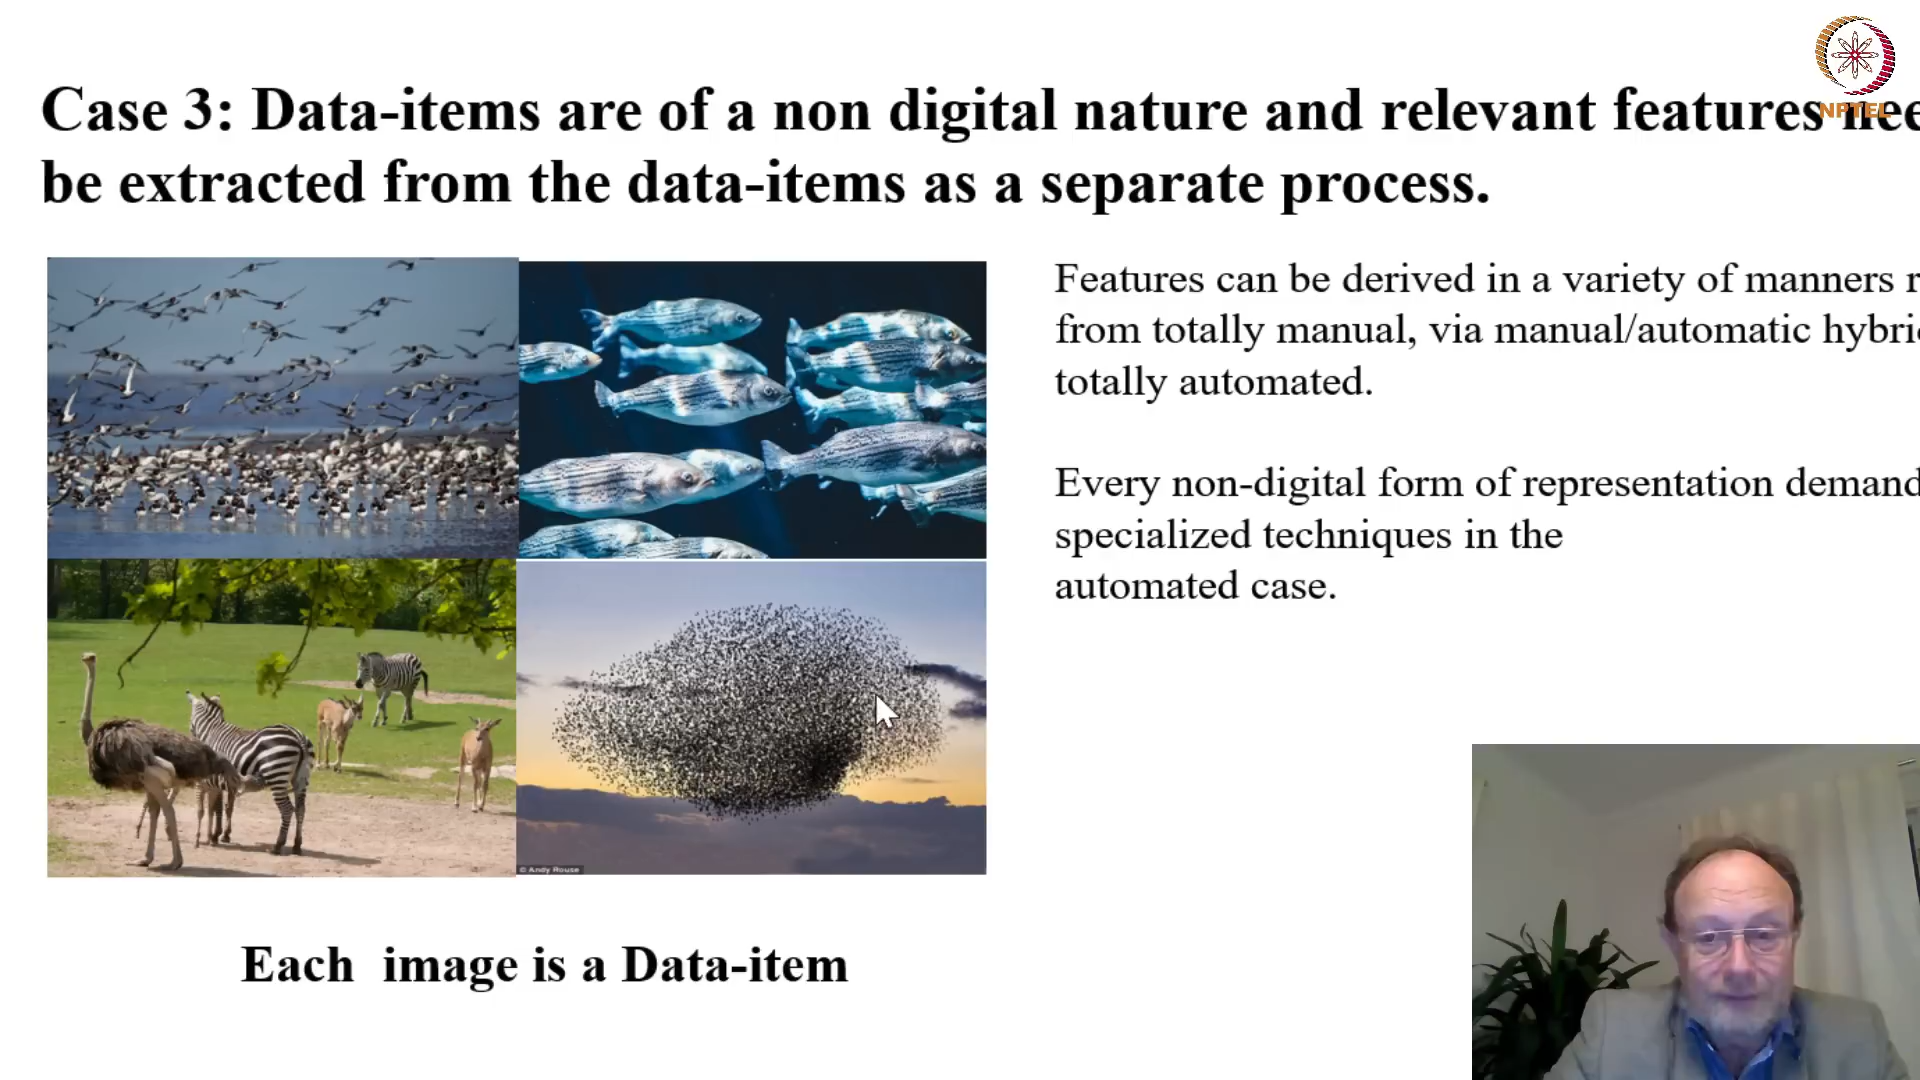 NPTEL
Case 3: Data-items are of a non digital nature and relevant features
be extracted from the data-items as a separate process.
Features can be derived in a variety of manners
from totally manual, via manual/automatic
totally automated.
Every non-digital form of representation
specialized techniques in the
automated case.
© Andy Rouse
Each image is a Data-item